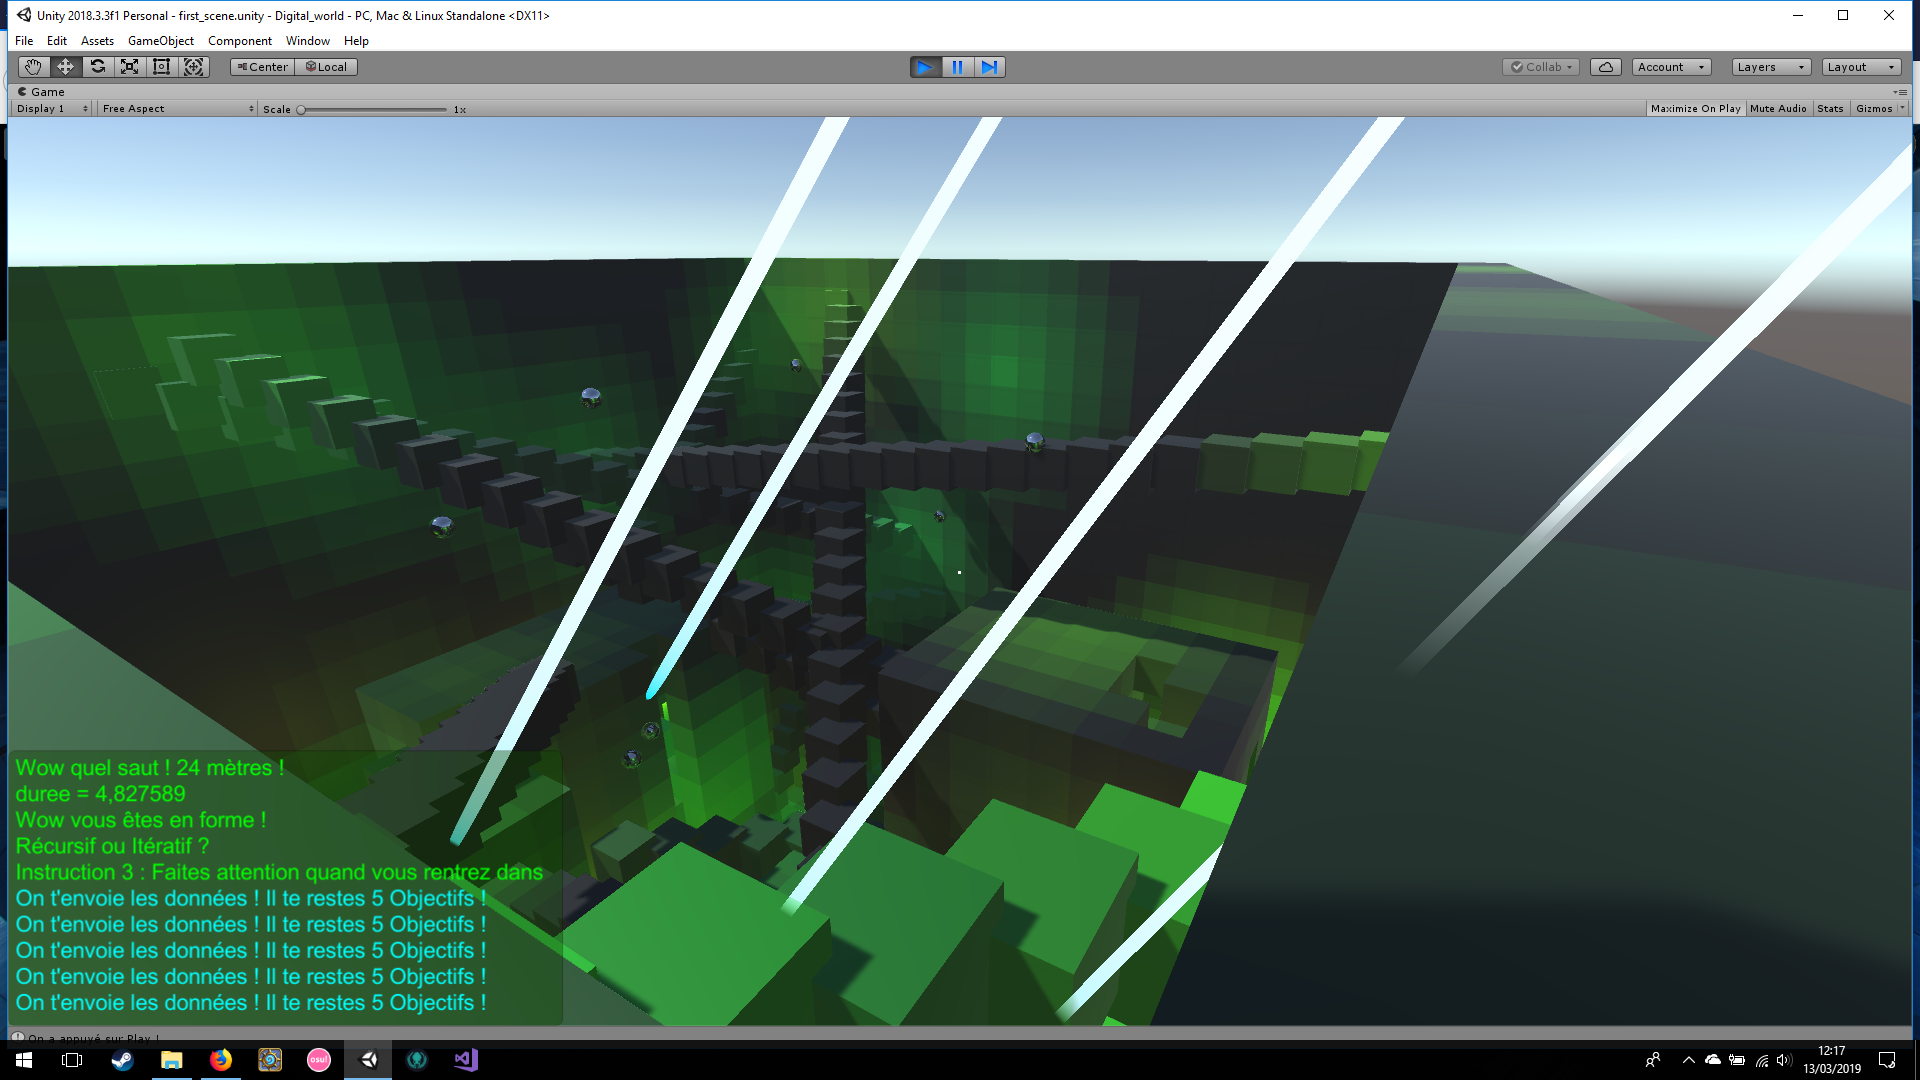 Unity 2018.3.3f1 Personal - first_scene.unity - Digital_world - PC, Mac & Linux Standalone <DX11>
File Edit Assets GameObject Component Window Help
Center Local Collab Account Layers Layout
Game
Display 1 Free Aspect Scale 1x Maximize On Play Mute Audio Stats Gizmos
Wow quel saut ! 24 mètres !
duree = 4,827589
Wow vous êtes en forme !
Récursif ou Itératif ?
Instruction 3 : Faites attention quand vous rentrez dans
On t'envoie les données ! Il te restes 5 Objectifs !
On t'envoie les données ! Il te restes 5 Objectifs !
On t'envoie les données ! Il te restes 5 Objectifs !
On t'envoie les données ! Il te restes 5 Objectifs !
On t'envoie les données ! Il te restes 5 Objectifs !
On a appuyé sur Play !
osu!
12:17
13/03/2019